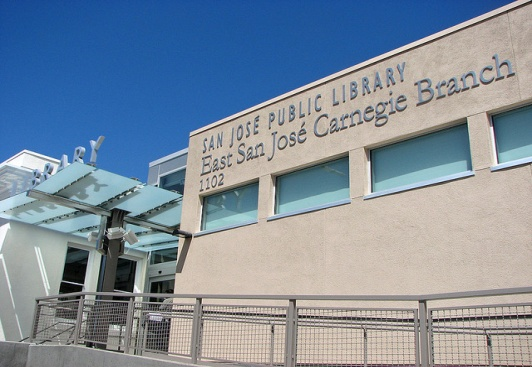 SAN JOSÉ PUBLIC LIBRARY
East San José Carnegie Branch
1102